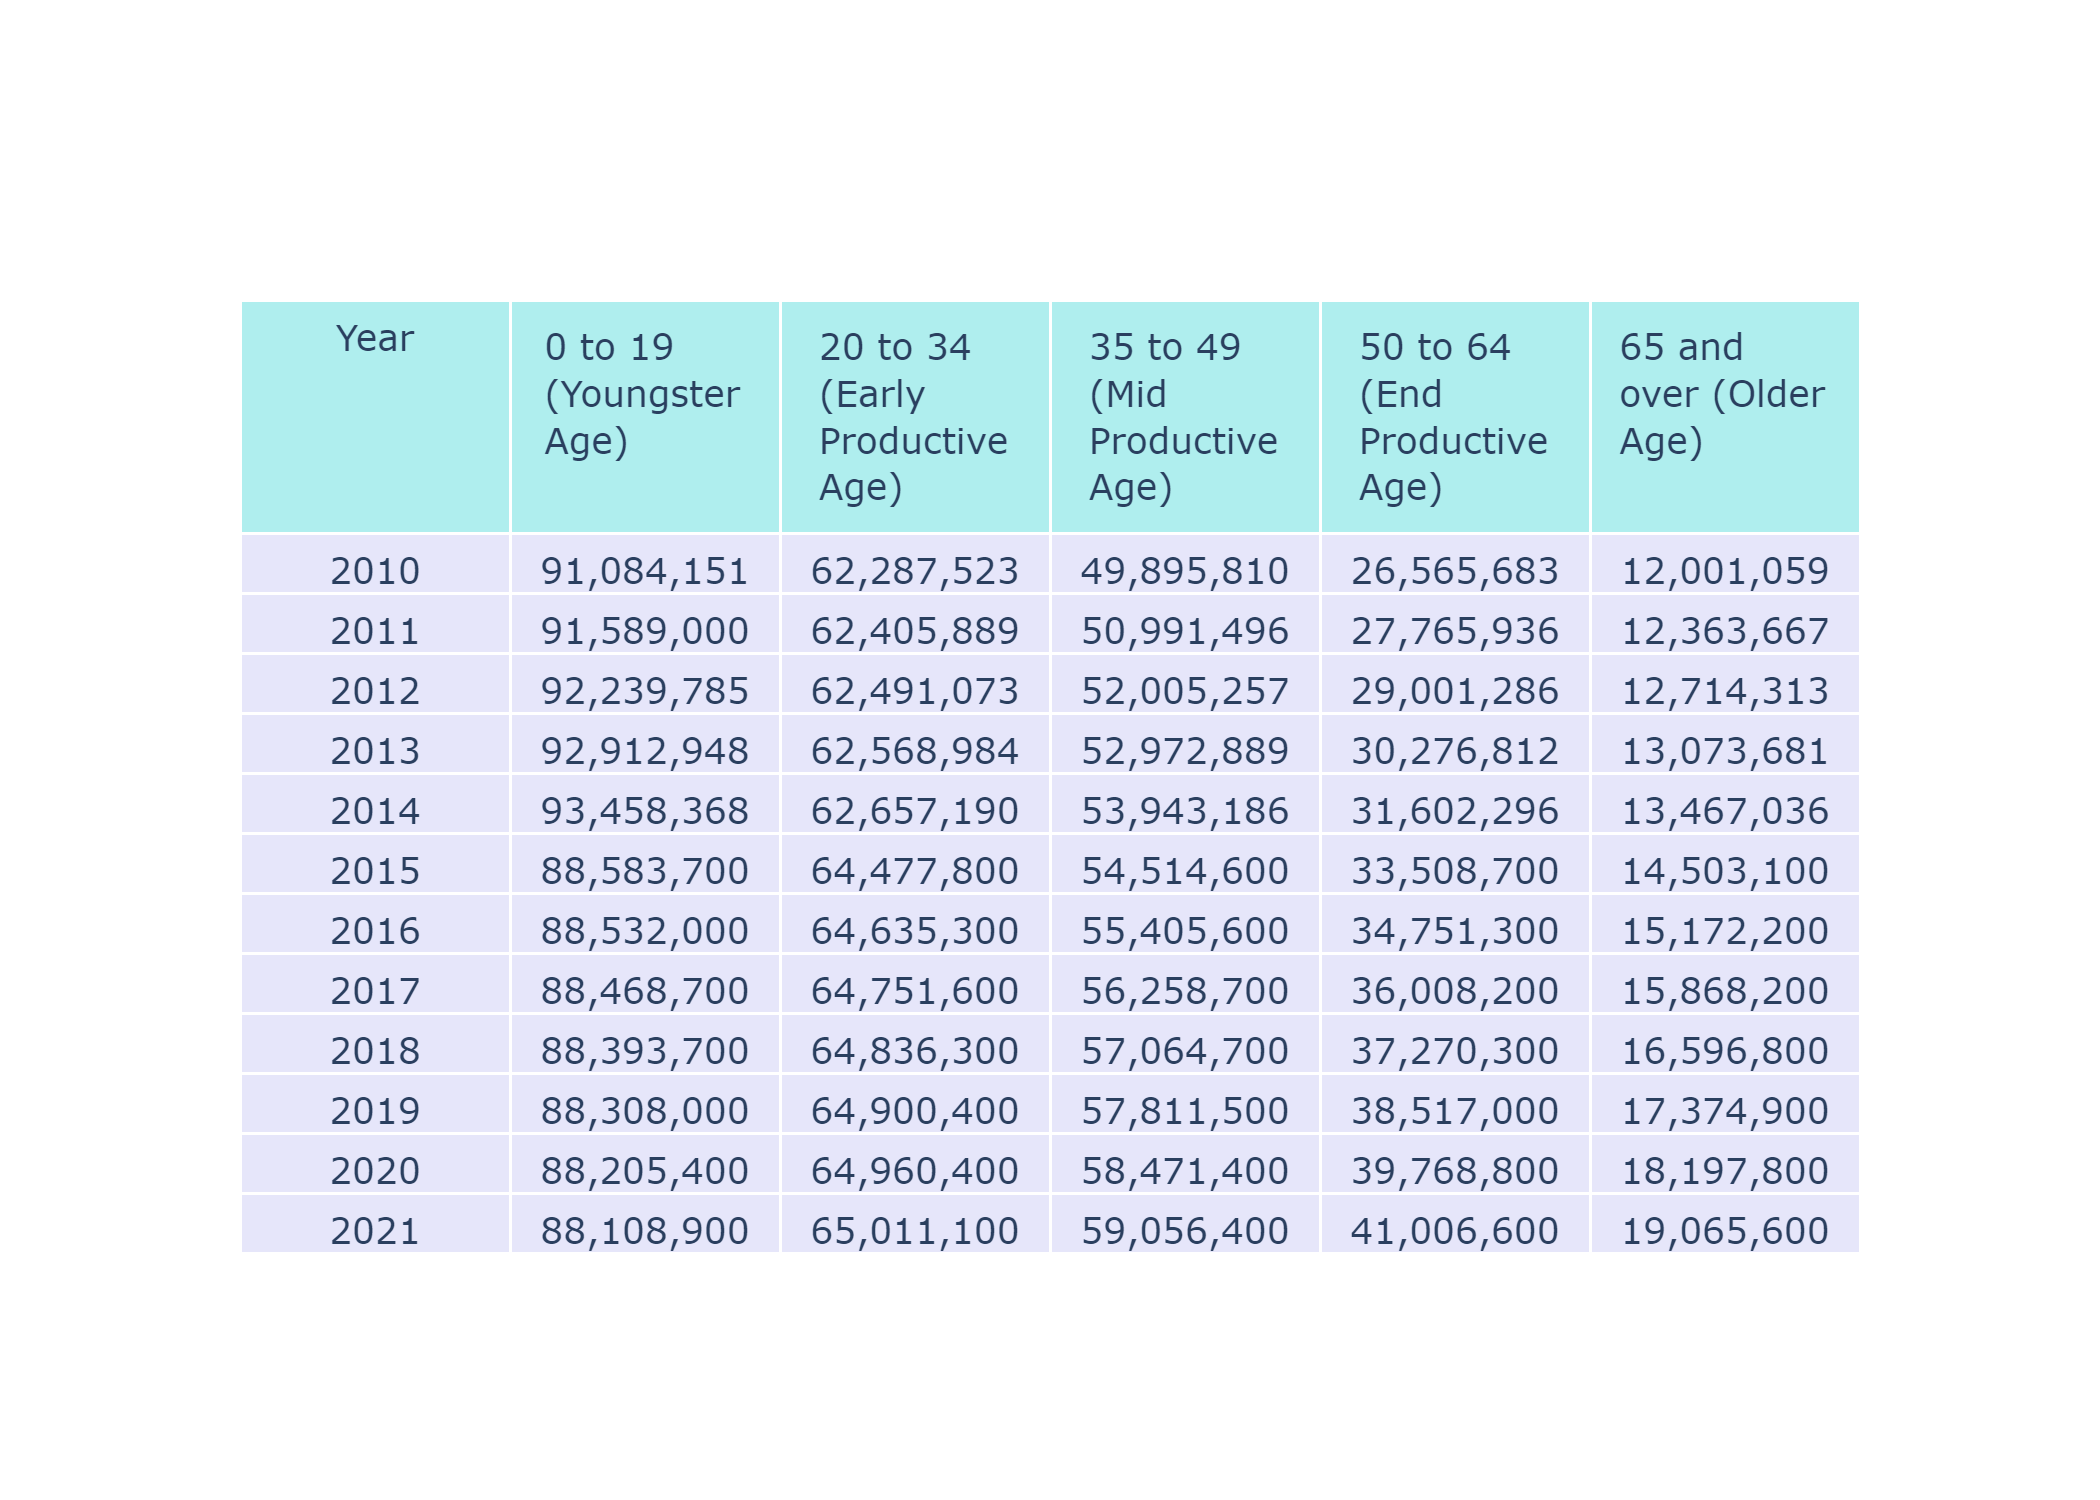 Year 0 to 19 (Youngster Age) 20 to 34 (Early Productive Age) 35 to 49 (Mid Productive Age) 50 to 64 (End Productive Age) 65 and over (Older Age)
2010 91,084,151 62,287,523 49,895,810 26,565,683 12,001,059
2011 91,589,000 62,405,889 50,991,496 27,765,936 12,363,667
2012 92,239,785 62,491,073 52,005,257 29,001,286 12,714,313
2013 92,912,948 62,568,984 52,972,889 30,276,812 13,073,681
2014 93,458,368 62,657,190 53,943,186 31,602,296 13,467,036
2015 88,583,700 64,477,800 54,514,600 33,508,700 14,503,100
2016 88,532,000 64,635,300 55,405,600 34,751,300 15,172,200
2017 88,468,700 64,751,600 56,258,700 36,008,200 15,868,200
2018 88,393,700 64,836,300 57,064,700 37,270,300 16,596,800
2019 88,308,000 64,900,400 57,811,500 38,517,000 17,374,900
2020 88,205,400 64,960,400 58,471,400 39,768,800 18,197,800
2021 88,108,900 65,011,100 59,056,400 41,006,600 19,065,600